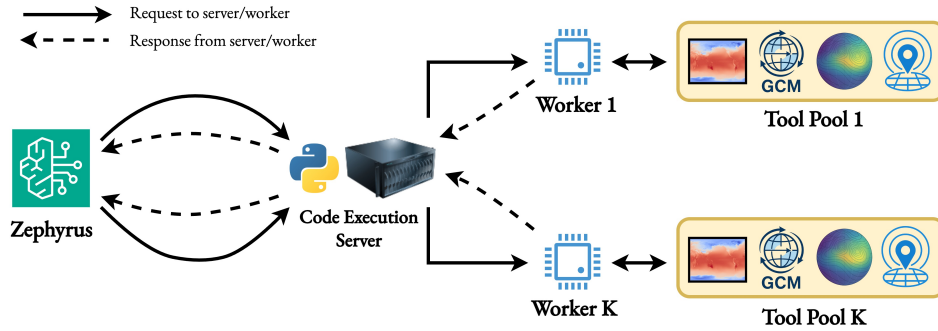 Request to server/worker
Response from server/worker
Zephyrus
Code Execution
Server
Worker 1
GCM
Tool Pool 1
Worker K
GCM
Tool Pool K